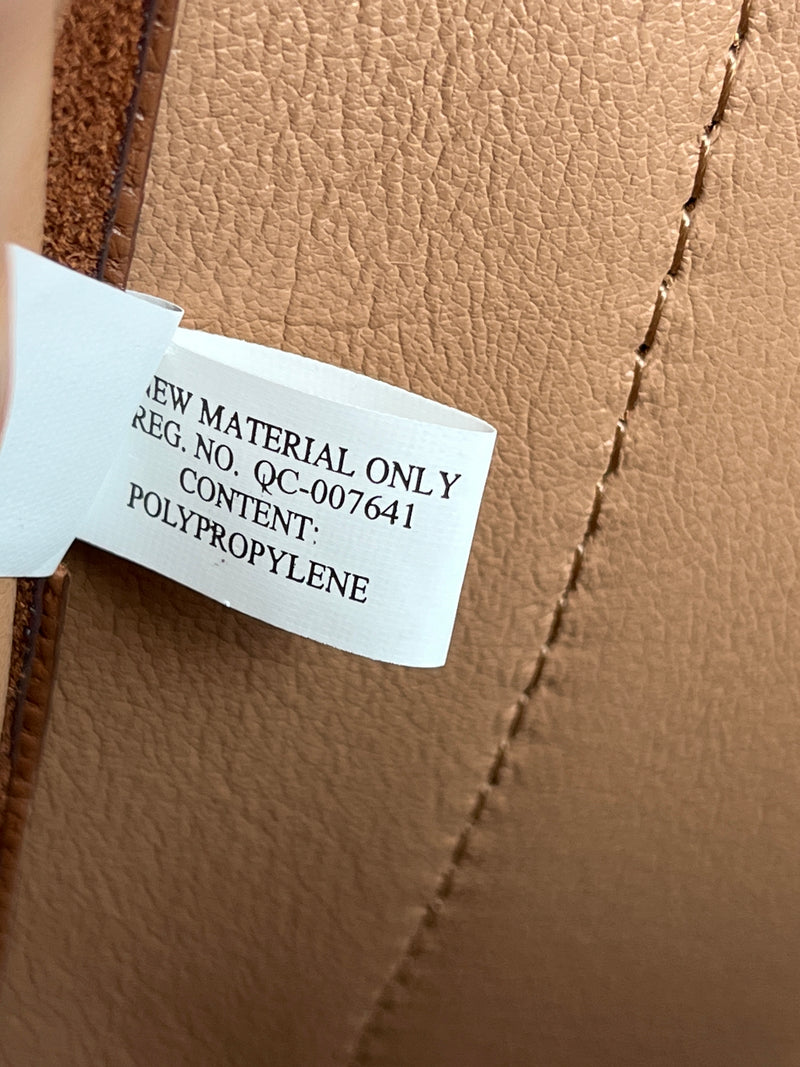 NEW MATERIAL ONLY
REG. NO. QC-007641
CONTENT:
POLYPROPYLENE